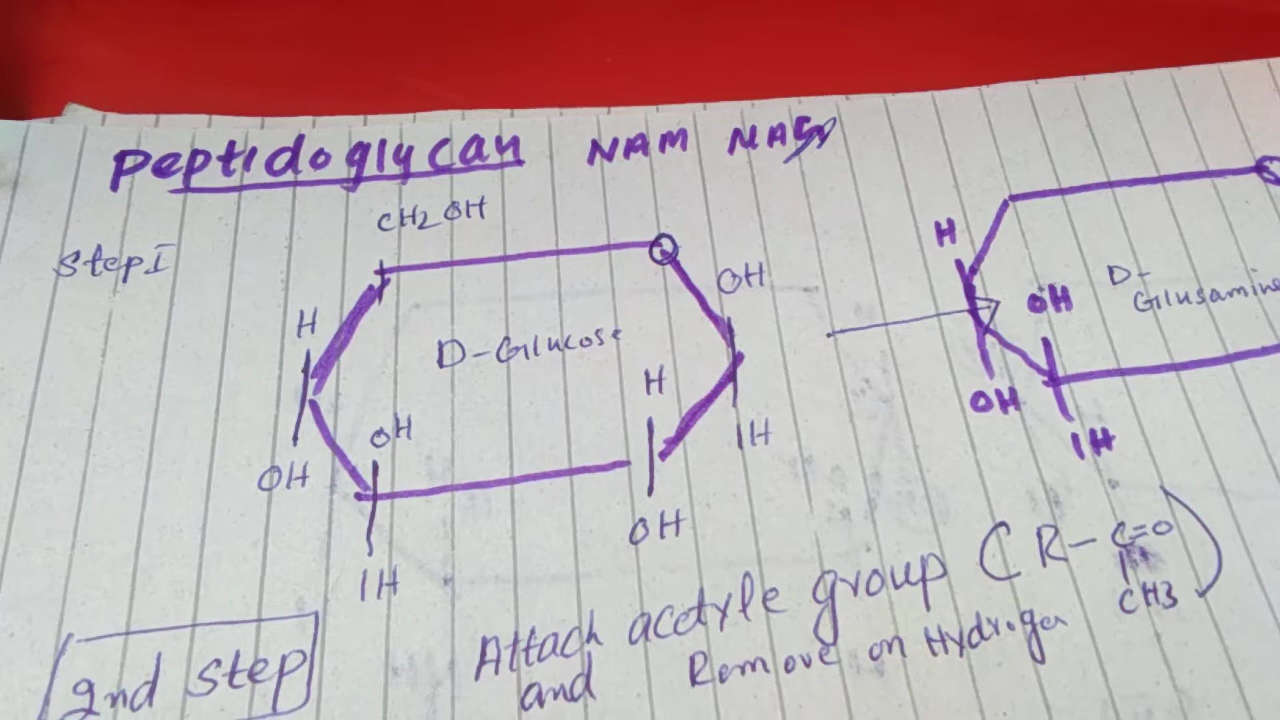 Peptidoglycan NAM NAG
Step I
CH2OH
OH
H
D-Glucose
H
OH
OH
IH
OH
IH
H
OH
D-
Glusamine
OH
IH
2nd step
Attach acetyle group (R-C=O
CH3)
and Remove on Hydrogen